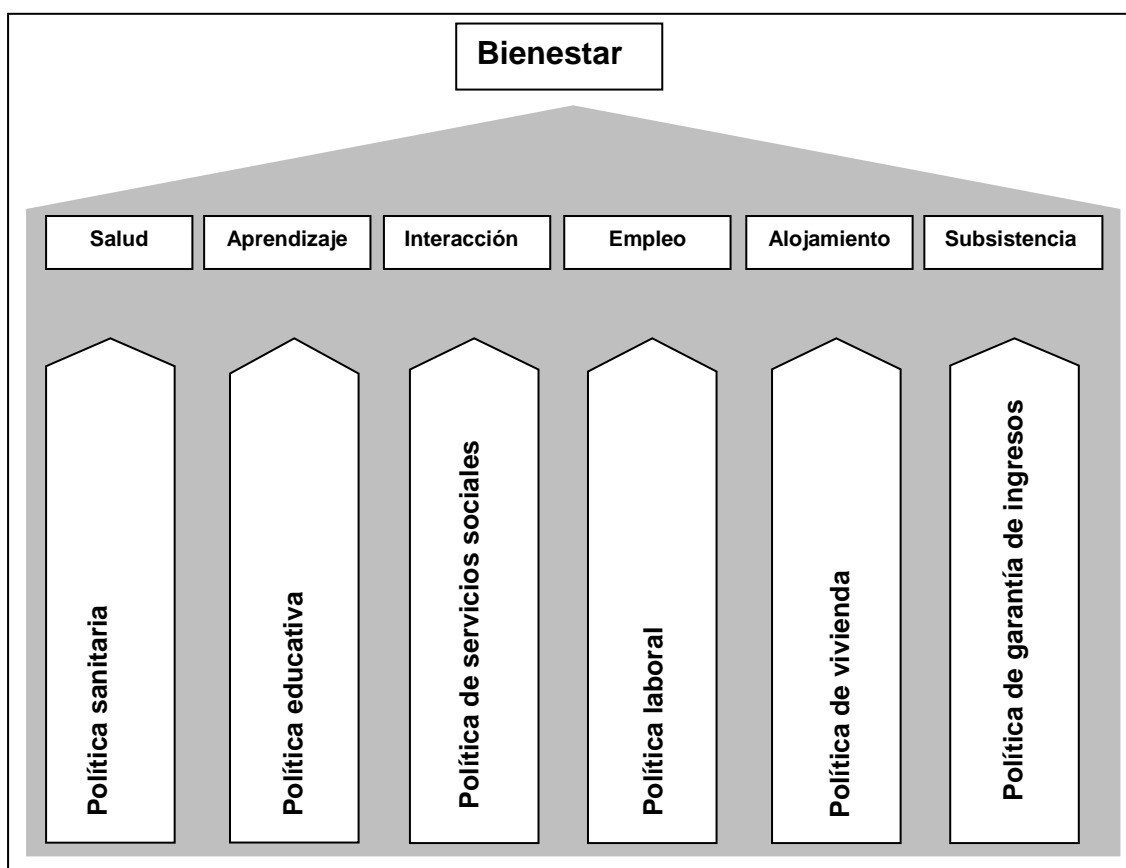 Bienestar
Salud
Aprendizaje
Interacción
Empleo
Alojamiento
Subsistencia
Política sanitaria
Política educativa
Política de servicios sociales
Política laboral
Política de vivienda
Política de garantía de ingresos